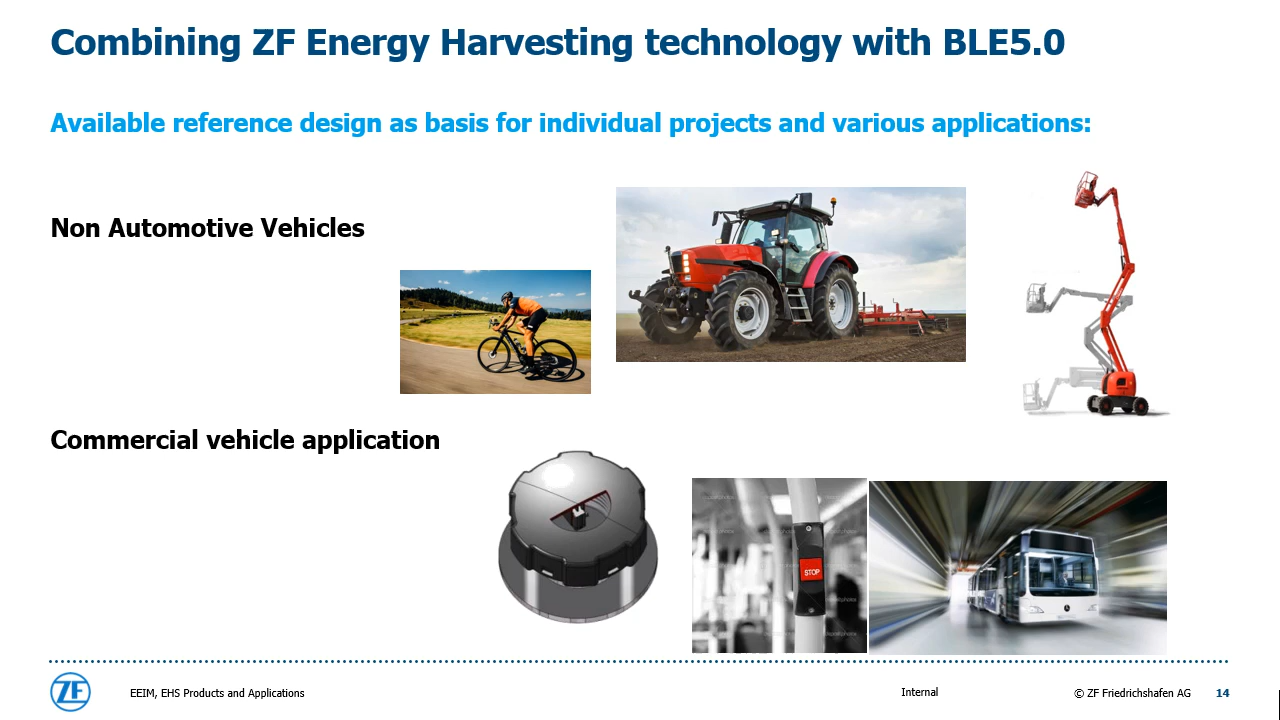 Combining ZF Energy Harvesting technology with BLE5.0
Available reference design as basis for individual projects and various applications:
Non Automotive Vehicles
Commercial vehicle application
STOP
ZF
EEIM, EHS Products and Applications
Internal
© ZF Friedrichshafen AG
14